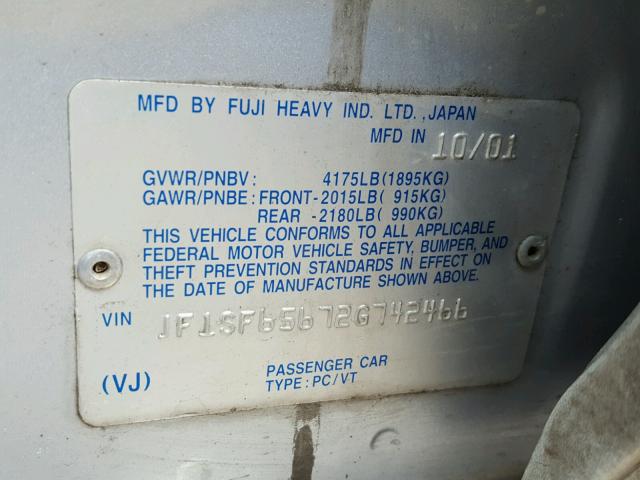 MFD BY FUJI HEAVY IND. LTD., JAPAN
MFD IN 10/01
GVWR/PNBV: 4175LB(1895KG)
GAWR/PNBE: FRONT-2015LB( 915KG)
REAR -2180LB( 990KG)
THIS VEHICLE CONFORMS TO ALL APPLICABLE
FEDERAL MOTOR VEHICLE SAFETY, BUMPER, AND
THEFT PREVENTION STANDARDS IN EFFECT ON
THE DATE OF MANUFACTURE SHOWN ABOVE.
VIN JF1SF65672G742466
PASSENGER CAR
(VJ) TYPE: PC/VT